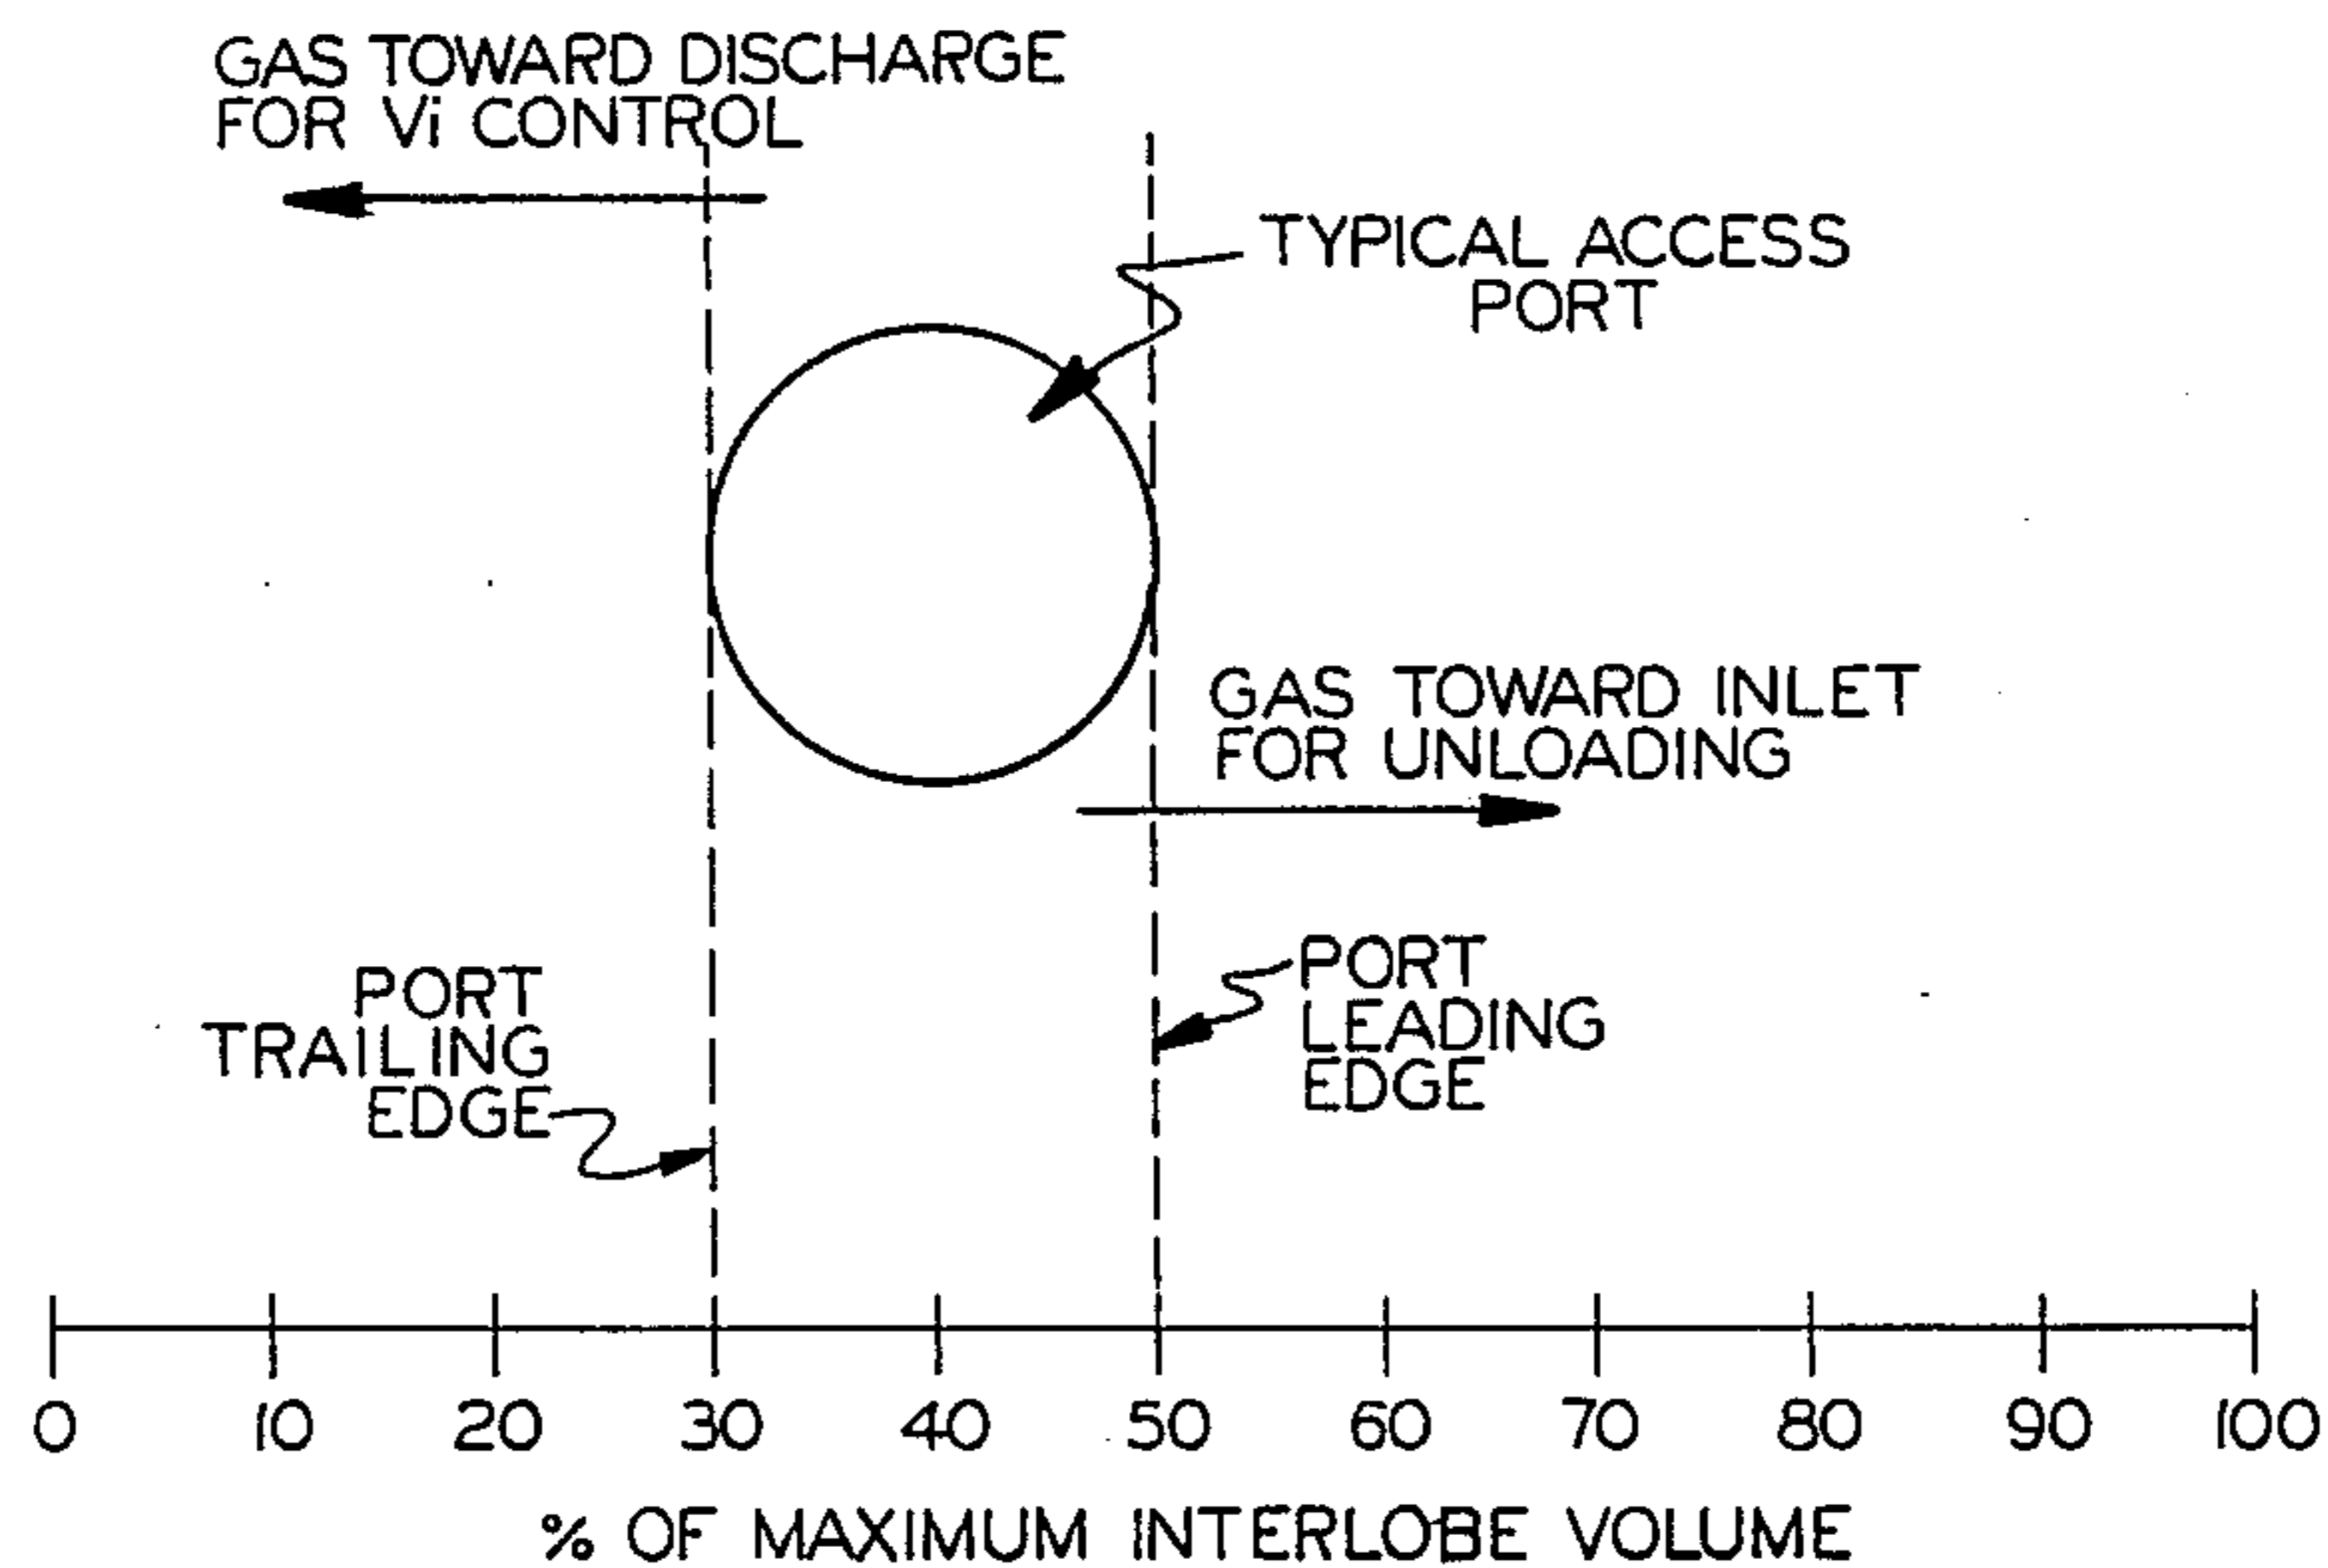 GAS TOWARD DISCHARGE
FOR Vi CONTROL
TYPICAL ACCESS
PORT
GAS TOWARD INLET
FOR UNLOADING
PORT
TRAILING
EDGE
PORT
LEADING
EDGE
0 10 20 30 40 50 60 70 80 90 100
% OF MAXIMUM INTERLOBE VOLUME